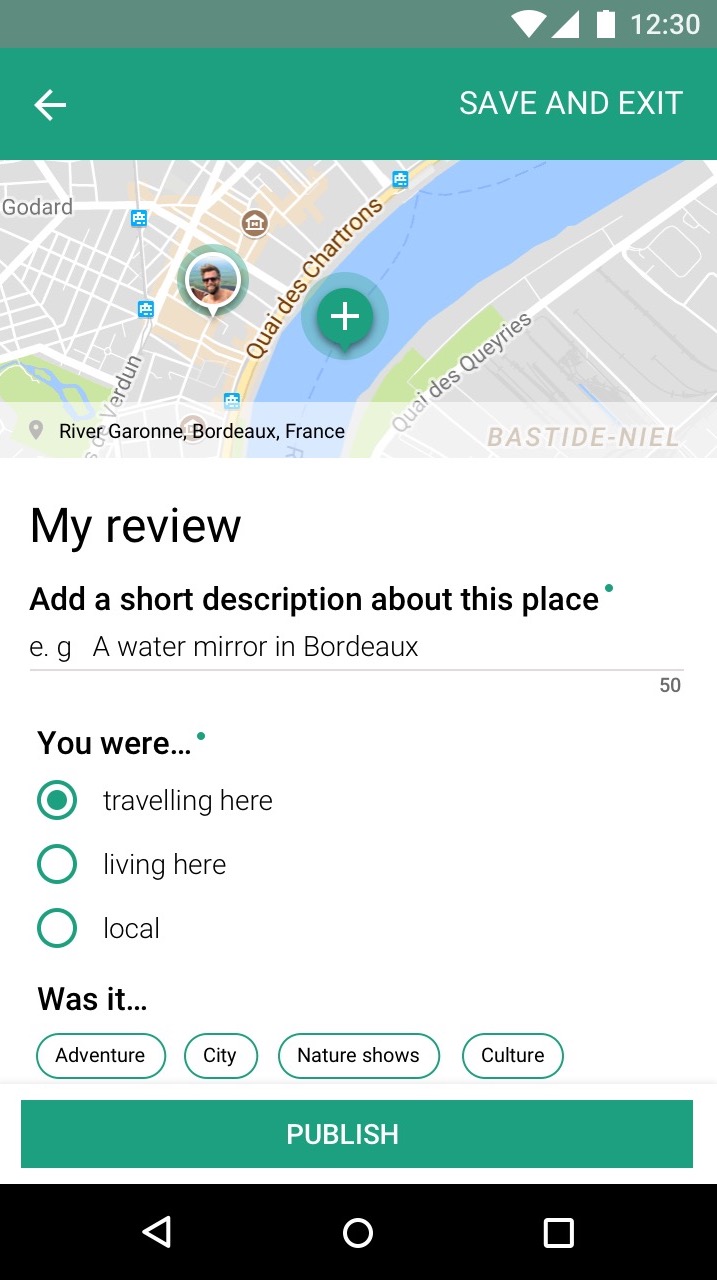 12:30
SAVE AND EXIT
Godard
Quai des Chartrons
Quai des Queyries
Verdun
River Garonne, Bordeaux, France
BASTIDE-NIEL
My review
Add a short description about this place
e. g A water mirror in Bordeaux
50
You were...
travelling here
living here
local
Was it...
Adventure
City
Nature shows
Culture
PUBLISH